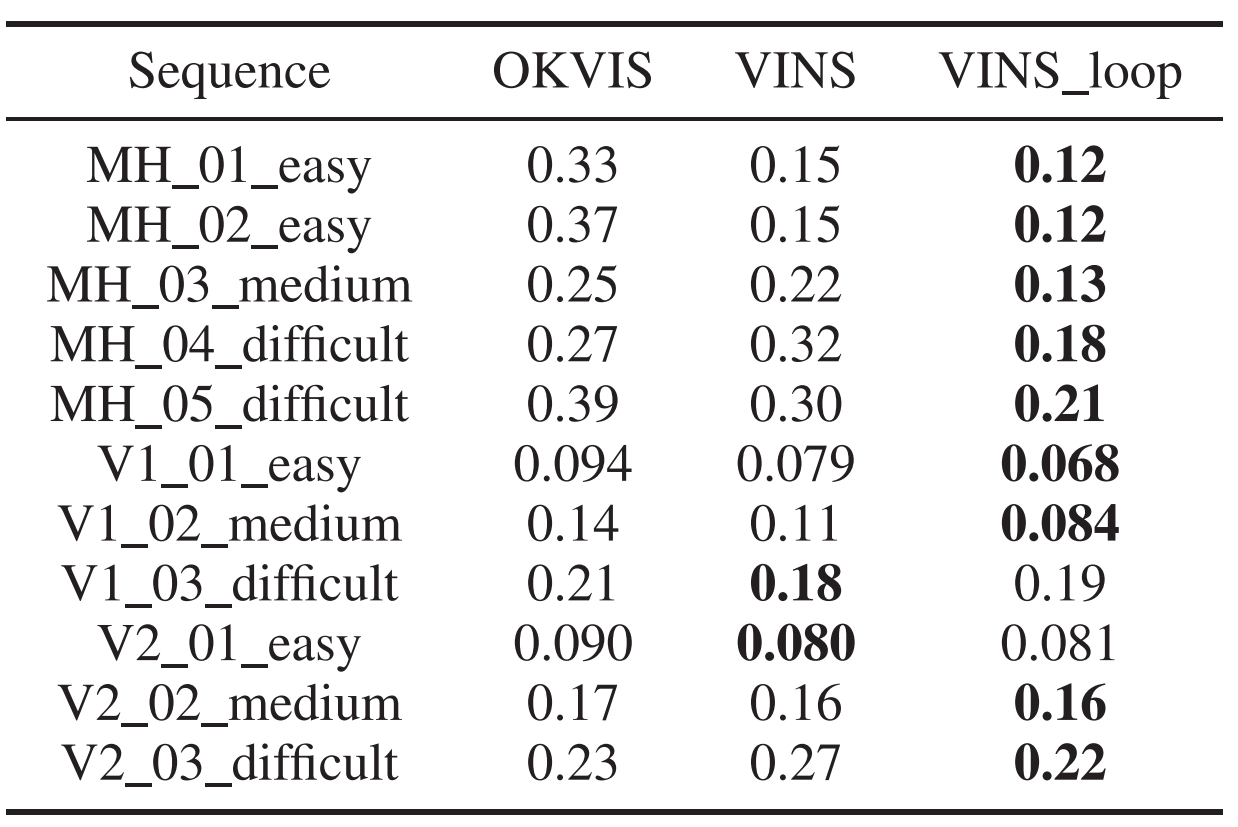 Sequence OKVIS VINS VINS_loop
MH_01_easy 0.33 0.15 0.12
MH_02_easy 0.37 0.15 0.12
MH_03_medium 0.25 0.22 0.13
MH_04_difficult 0.27 0.32 0.18
MH_05_difficult 0.39 0.30 0.21
V1_01_easy 0.094 0.079 0.068
V1_02_medium 0.14 0.11 0.084
V1_03_difficult 0.21 0.18 0.19
V2_01_easy 0.090 0.080 0.081
V2_02_medium 0.17 0.16 0.16
V2_03_difficult 0.23 0.27 0.22